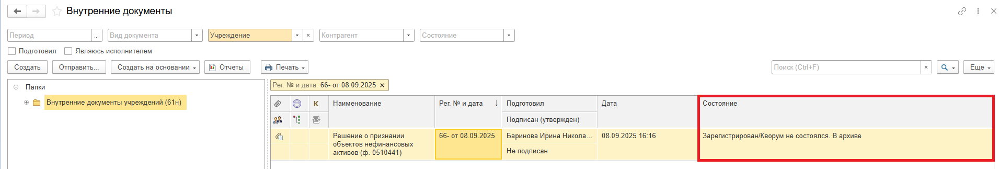 Внутренние документы
Период ... Вид документа Учреждение × Контрагент Состояние
Подготовил Являюсь исполнителем
Создать Отправить... Создать на основании Отчеты Печать Поиск (Ctrl+F) × Еще
Папки
Внутренние документы учреждений (61н)
Рег. № и дата: 66- от 08.09.2025 ×
К Наименование Рег. № и дата ↓ Подготовил Дата Состояние
Подписан (утвержден)
Решение о признании 66- от 08.09.2025 Баринова Ирина Никола... 08.09.2025 16:16 Зарегистрирован/Кворум не состоялся. В архиве
объектов нефинансовых
активов (ф. 0510441) Не подписан